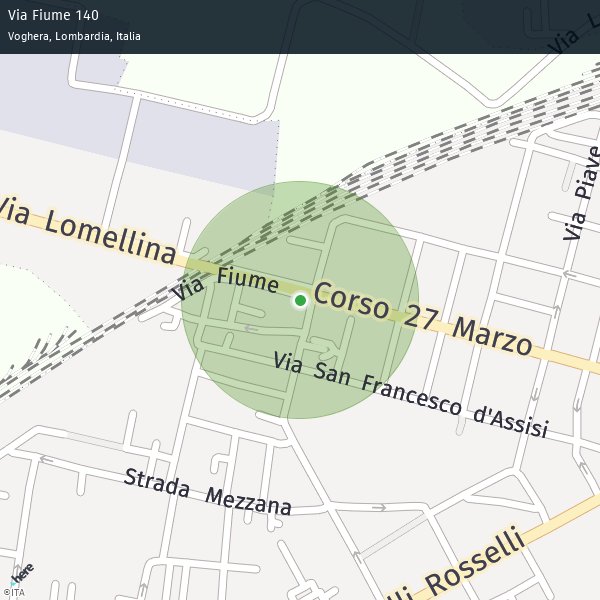 Via Fiume 140
Voghera, Lombardia, Italia
Via L
Via Piave
Via Lomellina
Via Fiume
Corso 27 Marzo
Via San Francesco d'Assisi
Strada Mezzana
lli Rosselli
here
©ITA